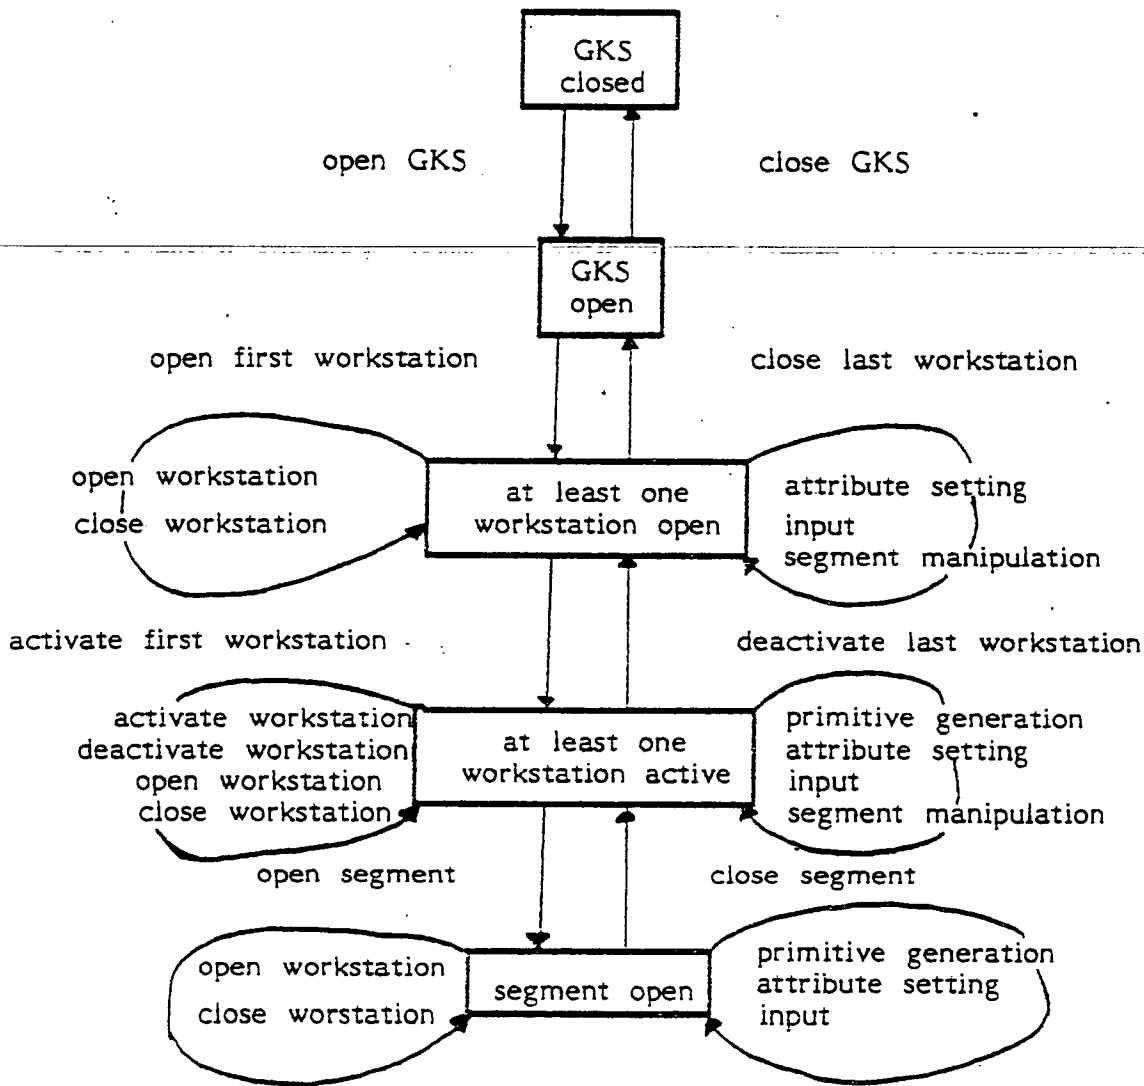 GKS
closed
open GKS
close GKS
GKS
open
open first workstation
close last workstation
open workstation
close workstation
at least one
workstation open
attribute setting
input
segment manipulation
activate first workstation
deactivate last workstation
activate workstation
deactivate workstation
open workstation
close workstation
at least one
workstation active
primitive generation
attribute setting
input
segment manipulation
open segment
close segment
open workstation
close worstation
segment open
primitive generation
attribute setting
input